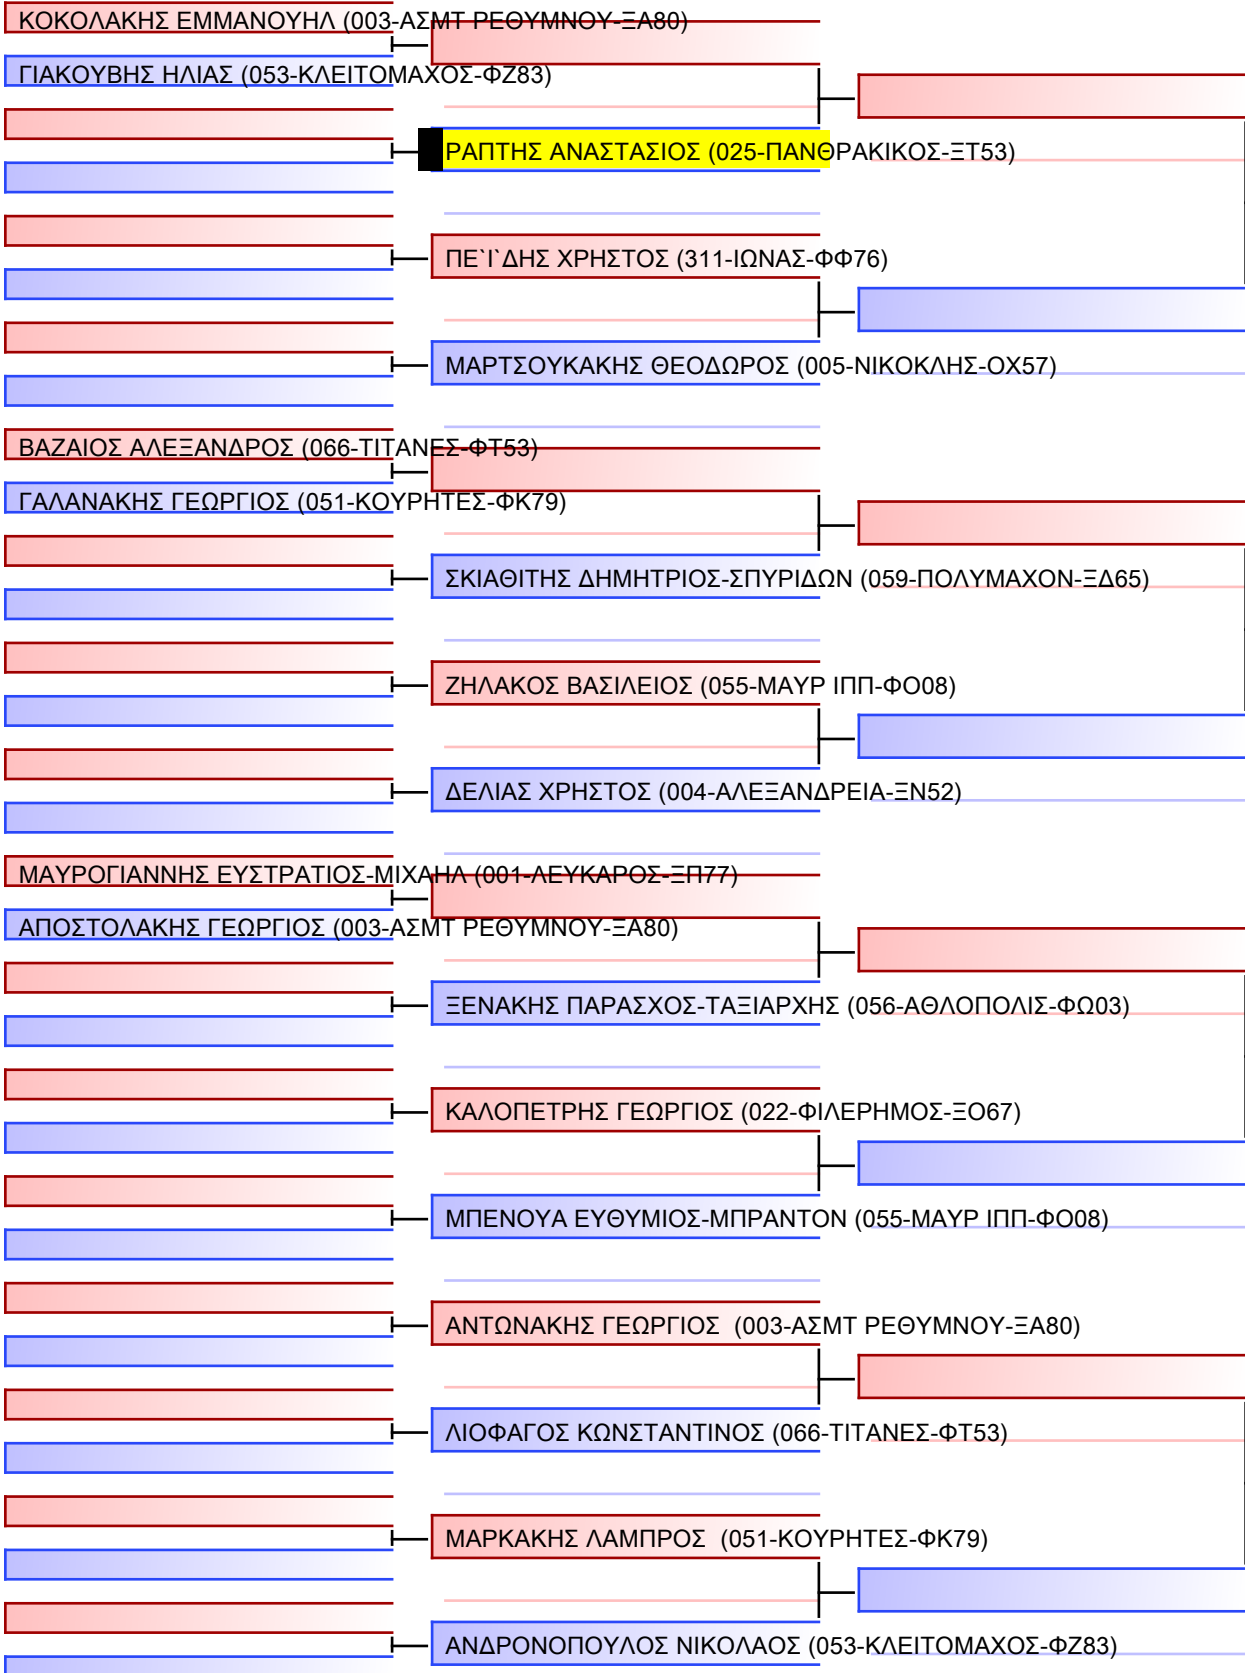 ΚΟΚΟΛΑΚΗΣ ΕΜΜΑΝΟΥΗΛ (003-ΑΣΜΤ ΡΕΘΥΜΝΟΥ-ΞΑ80)
ΓΙΑΚΟΥΒΗΣ ΗΛΙΑΣ (053-ΚΛΕΙΤΟΜΑΧΟΣ-ΦΖ83)
ΡΑΠΤΗΣ ΑΝΑΣΤΑΣΙΟΣ (025-ΠΑΝΘΡΑΚΙΚΟΣ-ΞΤ53)
ΠΕ`Ι`ΔΗΣ ΧΡΗΣΤΟΣ (311-ΙΩΝΑΣ-ΦΦ76)
ΜΑΡΤΣΟΥΚΑΚΗΣ ΘΕΟΔΩΡΟΣ (005-ΝΙΚΟΚΛΗΣ-ΟΧ57)
ΒΑΖΑΙΟΣ ΑΛΕΞΑΝΔΡΟΣ (066-ΤΙΤΑΝΕΣ-ΦΤ53)
ΓΑΛΑΝΑΚΗΣ ΓΕΩΡΓΙΟΣ (051-ΚΟΥΡΗΤΕΣ-ΦΚ79)
ΣΚΙΑΘΙΤΗΣ ΔΗΜΗΤΡΙΟΣ-ΣΠΥΡΙΔΩΝ (059-ΠΟΛΥΜΑΧΟΝ-ΞΔ65)
ΖΗΛΑΚΟΣ ΒΑΣΙΛΕΙΟΣ (055-ΜΑΥΡ ΙΠΠ-ΦΟ08)
ΔΕΛΙΑΣ ΧΡΗΣΤΟΣ (004-ΑΛΕΞΑΝΔΡΕΙΑ-ΞΝ52)
ΜΑΥΡΟΓΙΑΝΝΗΣ ΕΥΣΤΡΑΤΙΟΣ-ΜΙΧΑΗΛ (001-ΛΕΥΚΑΡΟΣ-ΞΠ77)
ΑΠΟΣΤΟΛΑΚΗΣ ΓΕΩΡΓΙΟΣ (003-ΑΣΜΤ ΡΕΘΥΜΝΟΥ-ΞΑ80)
ΞΕΝΑΚΗΣ ΠΑΡΑΣΧΟΣ-ΤΑΞΙΑΡΧΗΣ (056-ΑΘΛΟΠΟΛΙΣ-ΦΩ03)
ΚΑΛΟΠΕΤΡΗΣ ΓΕΩΡΓΙΟΣ (022-ΦΙΛΕΡΗΜΟΣ-ΞΟ67)
ΜΠΕΝΟΥΑ ΕΥΘΥΜΙΟΣ-ΜΠΡΑΝΤΟΝ (055-ΜΑΥΡ ΙΠΠ-ΦΟ08)
ΑΝΤΩΝΑΚΗΣ ΓΕΩΡΓΙΟΣ  (003-ΑΣΜΤ ΡΕΘΥΜΝΟΥ-ΞΑ80)
ΛΙΟΦΑΓΟΣ ΚΩΝΣΤΑΝΤΙΝΟΣ (066-ΤΙΤΑΝΕΣ-ΦΤ53)
ΜΑΡΚΑΚΗΣ ΛΑΜΠΡΟΣ  (051-ΚΟΥΡΗΤΕΣ-ΦΚ79)
ΑΝΔΡΟΝΟΠΟΥΛΟΣ ΝΙΚΟΛΑΟΣ (053-ΚΛΕΙΤΟΜΑΧΟΣ-ΦΖ83)